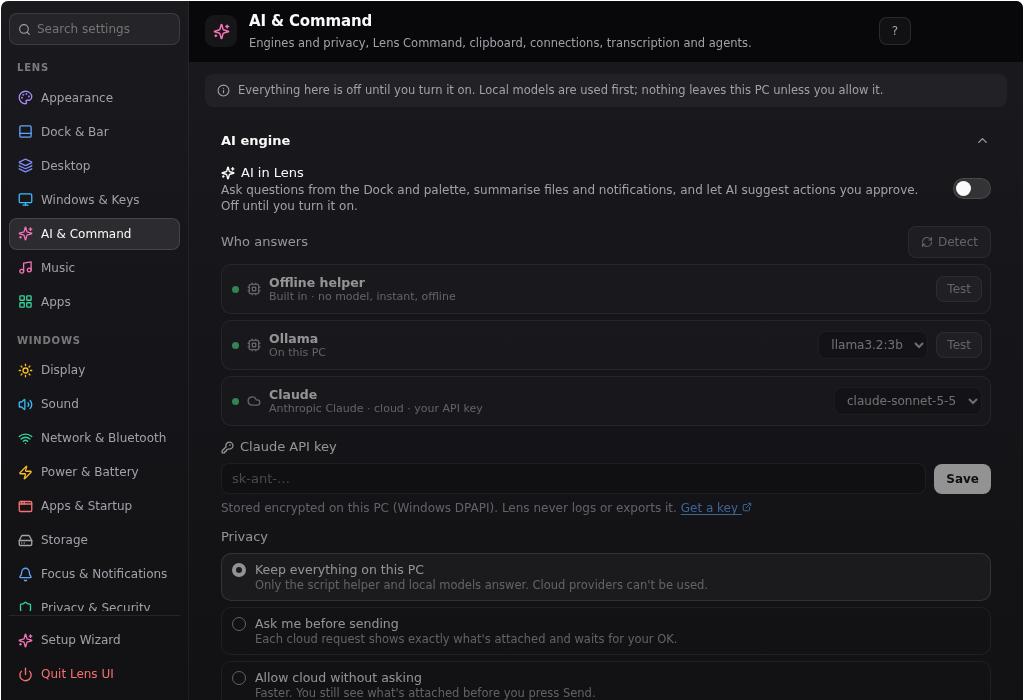 Search settings
LENS
Appearance
Dock & Bar
Desktop
Windows & Keys
AI & Command
Music
Apps
WINDOWS
Display
Sound
Network & Bluetooth
Power & Battery
Apps & Startup
Storage
Focus & Notifications
Privacy & Security
Setup Wizard
Quit Lens UI
AI & Command
Engines and privacy, Lens Command, clipboard, connections, transcription and agents.
?
Everything here is off until you turn it on. Local models are used first; nothing leaves this PC unless you allow it.
AI engine
AI in Lens
Ask questions from the Dock and palette, summarise files and notifications, and let AI suggest actions you approve.
Off until you turn it on.
Who answers
Detect
Offline helper
Built in · no model, instant, offline
Test
Ollama
On this PC
llama3.2:3b
Test
Claude
Anthropic Claude · cloud · your API key
claude-sonnet-5-5
Claude API key
sk-ant-...
Save
Stored encrypted on this PC (Windows DPAPI). Lens never logs or exports it. Get a key
Privacy
Keep everything on this PC
Only the script helper and local models answer. Cloud providers can't be used.
Ask me before sending
Each cloud request shows exactly what's attached and waits for your OK.
Allow cloud without asking
Faster. You still see what's attached before you press Send.